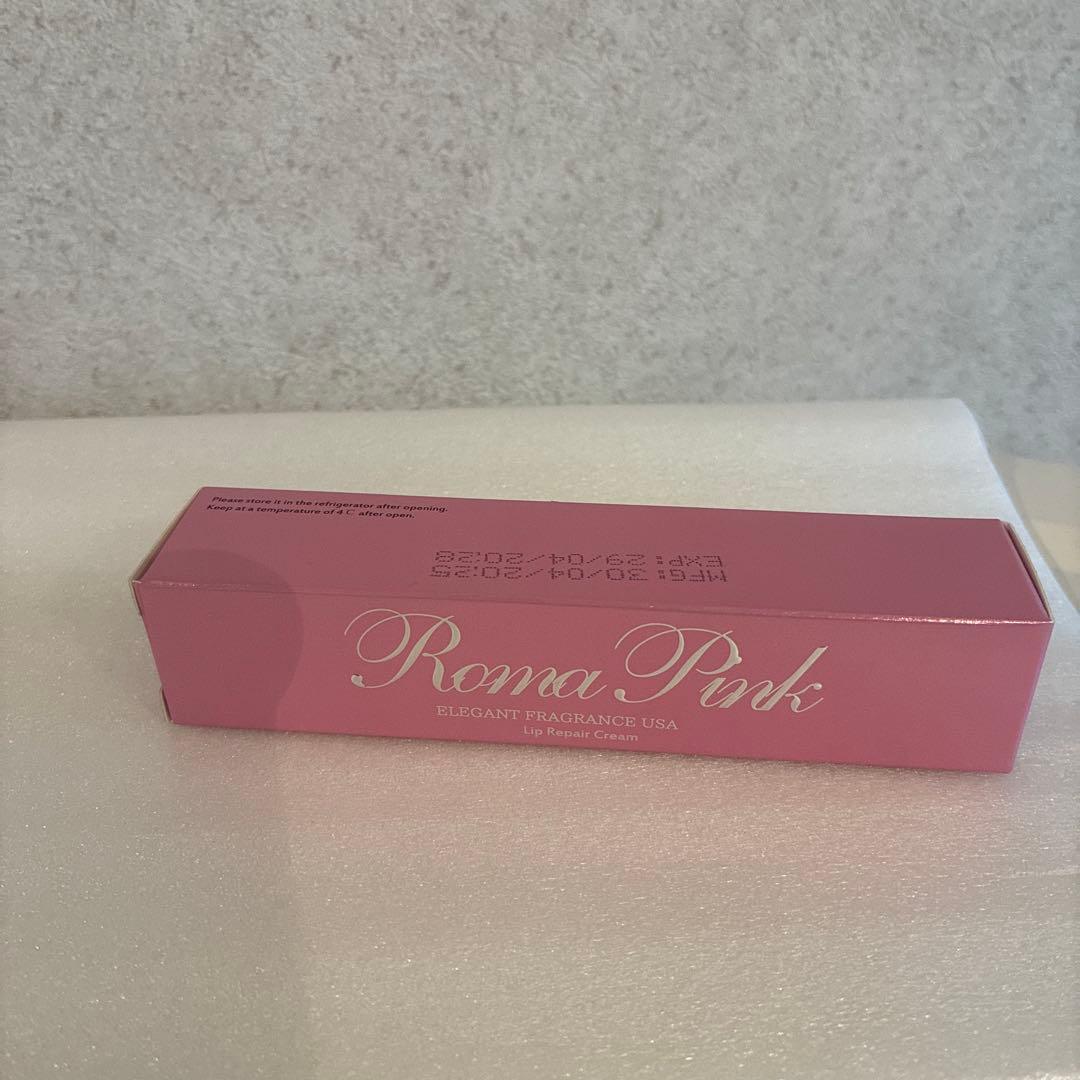 Please store it in the refrigerator after opening.
Keep at a temperature of 4℃ after open.
MFG: 30/04/2025
EXP: 29/04/2028
Roma Pink
ELEGANT FRAGRANCE USA
Lip Repair Cream